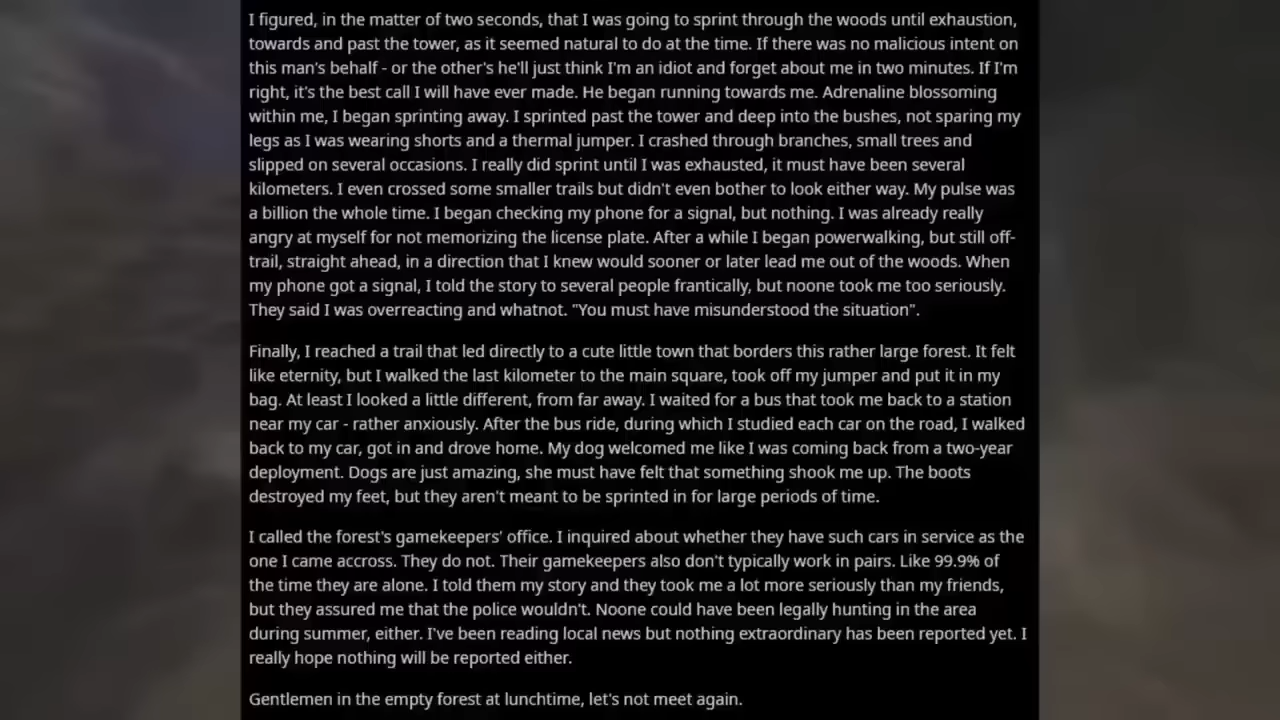 I figured, in the matter of two seconds, that I was going to sprint through the woods until exhaustion,
towards and past the tower, as it seemed natural to do at the time. If there was no malicious intent on
this man's behalf - or the other's he'll just think I'm an idiot and forget about me in two minutes. If I'm
right, it's the best call I will have ever made. He began running towards me. Adrenaline blossoming
within me, I began sprinting away. I sprinted past the tower and deep into the bushes, not sparing my
legs as I was wearing shorts and a thermal jumper. I crashed through branches, small trees and
slipped on several occasions. I really did sprint until I was exhausted, it must have been several
kilometers. I even crossed some smaller trails but didn't even bother to look either way. My pulse was
a billion the whole time. I began checking my phone for a signal, but nothing. I was already really
angry at myself for not memorizing the license plate. After a while I began powerwalking, but still off-
trail, straight ahead, in a direction that I knew would sooner or later lead me out of the woods. When
my phone got a signal, I told the story to several people frantically, but noone took me too seriously.
They said I was overreacting and whatnot. "You must have misunderstood the situation".
Finally, I reached a trail that led directly to a cute little town that borders this rather large forest. It felt
like eternity, but I walked the last kilometer to the main square, took off my jumper and put it in my
bag. At least I looked a little different, from far away. I waited for a bus that took me back to a station
near my car - rather anxiously. After the bus ride, during which I studied each car on the road, I walked
back to my car, got in and drove home. My dog welcomed me like I was coming back from a two-year
deployment. Dogs are just amazing, she must have felt that something shook me up. The boots
destroyed my feet, but they aren't meant to be sprinted in for large periods of time.
I called the forest's gamekeepers' office. I inquired about whether they have such cars in service as the
one I came accross. They do not. Their gamekeepers also don't typically work in pairs. Like 99.9% of
the time they are alone. I told them my story and they took me a lot more seriously than my friends,
but they assured me that the police wouldn't. Noone could have been legally hunting in the area
during summer, either. I've been reading local news but nothing extraordinary has been reported yet. I
really hope nothing will be reported either.
Gentlemen in the empty forest at lunchtime, let's not meet again.